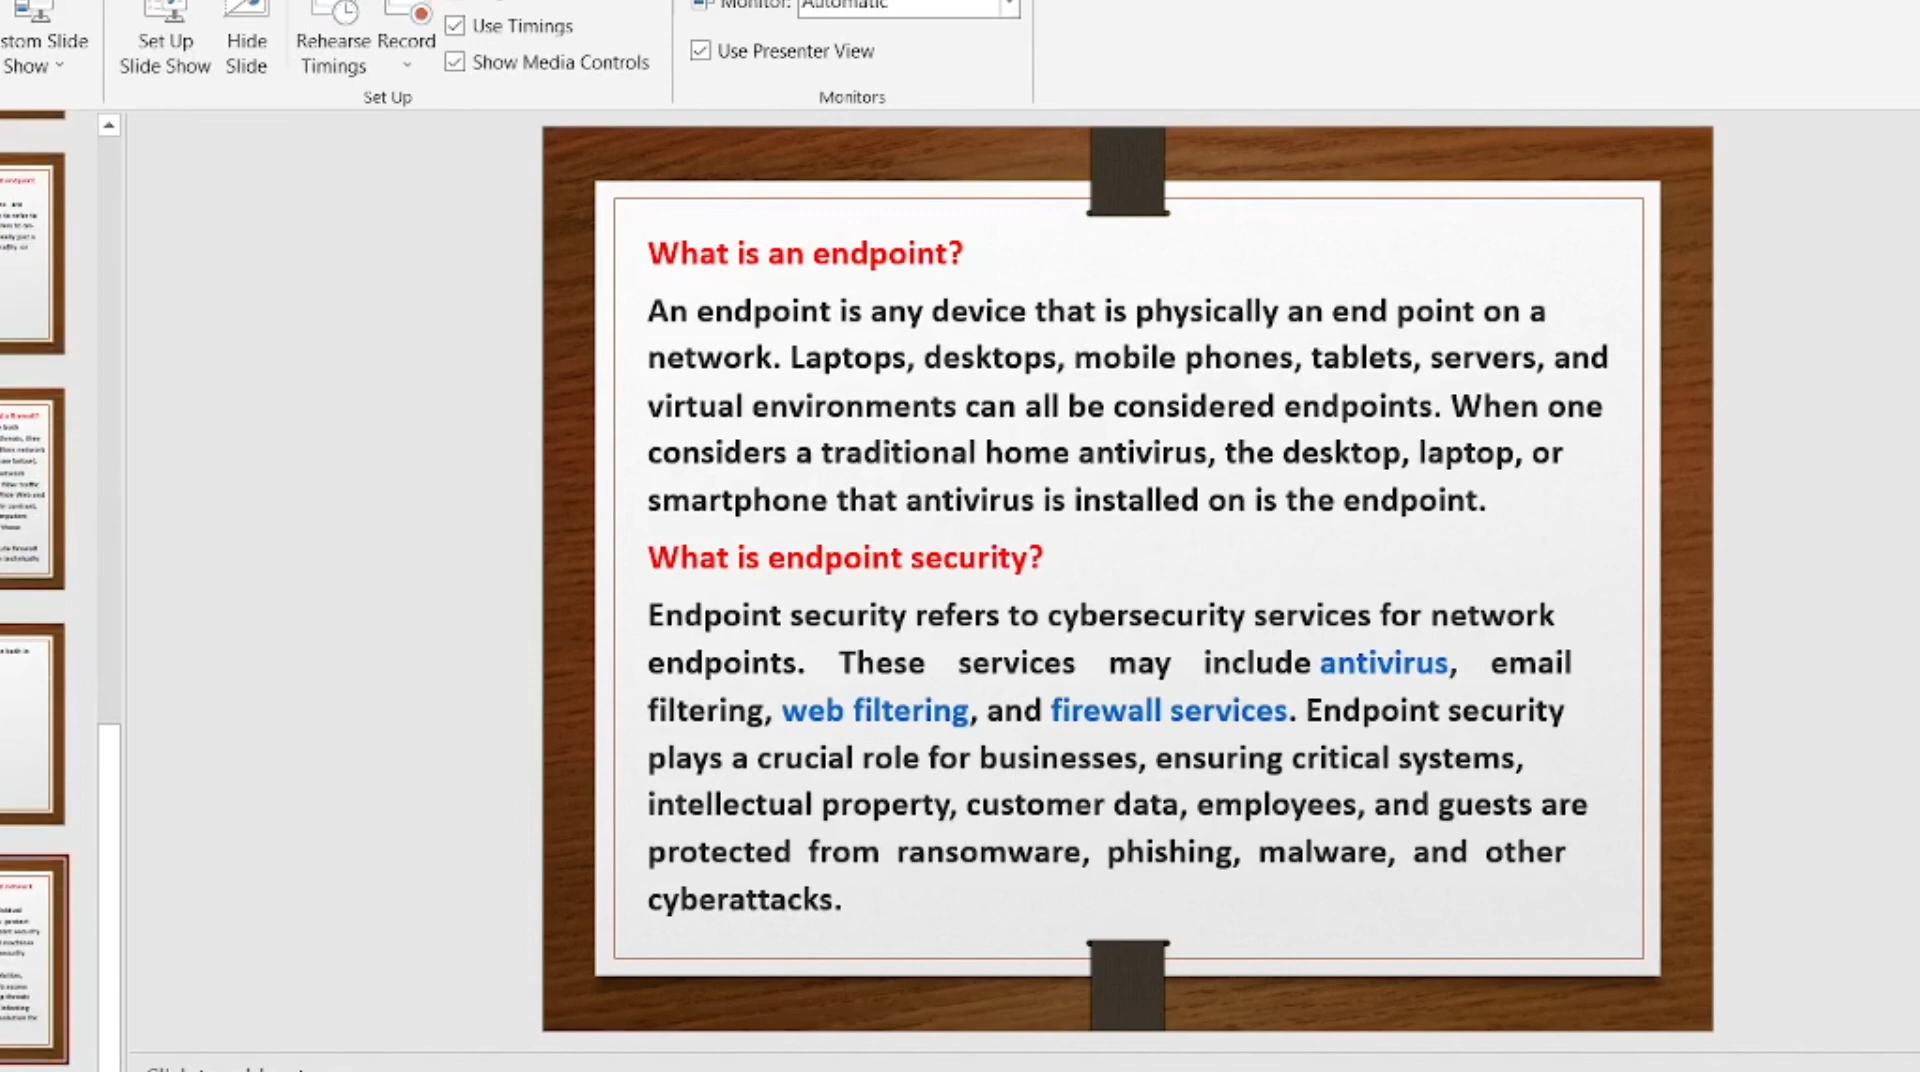 stom Slide
Show
Set Up
Slide Show
Hide
Slide
Rehearse
Timings
Record
Use Timings
Show Media Controls
Set Up
Monitor: Automatic
Use Presenter View
Monitors
What is an endpoint?
An endpoint is any device that is physically an end point on a
network. Laptops, desktops, mobile phones, tablets, servers, and
virtual environments can all be considered endpoints. When one
considers a traditional home antivirus, the desktop, laptop, or
smartphone that antivirus is installed on is the endpoint.
What is endpoint security?
Endpoint security refers to cybersecurity services for network
endpoints. These services may include antivirus, email
filtering, web filtering, and firewall services. Endpoint security
plays a crucial role for businesses, ensuring critical systems,
intellectual property, customer data, employees, and guests are
protected from ransomware, phishing, malware, and other
cyberattacks.